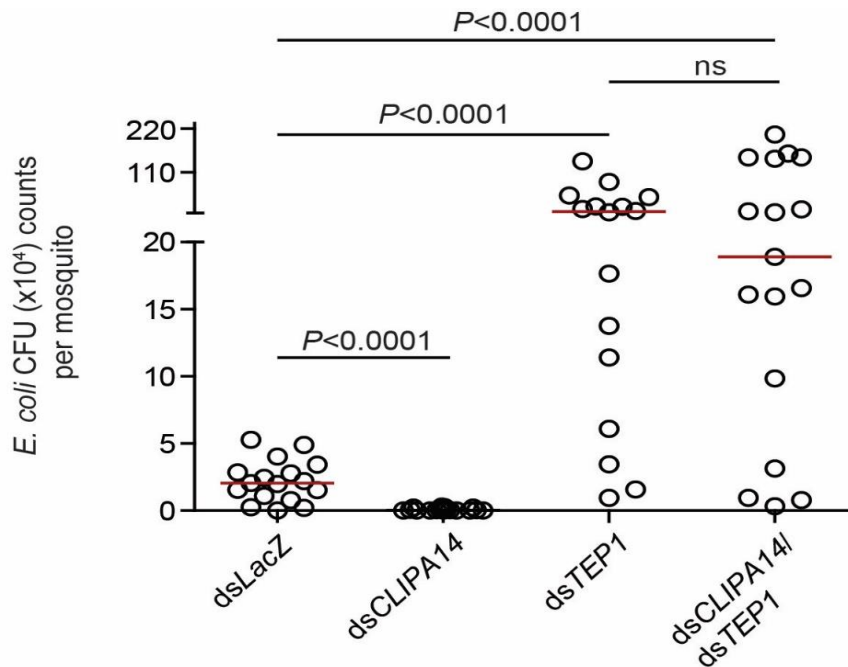 P<0.0001
ns
P<0.0001
P<0.0001
E. coli CFU (x10⁴) counts
per mosquito
220
110
20
15
10
5
0
dsLacZ
dsCLIPA14
dsTEP1
dsCLIPA14/
dsTEP1